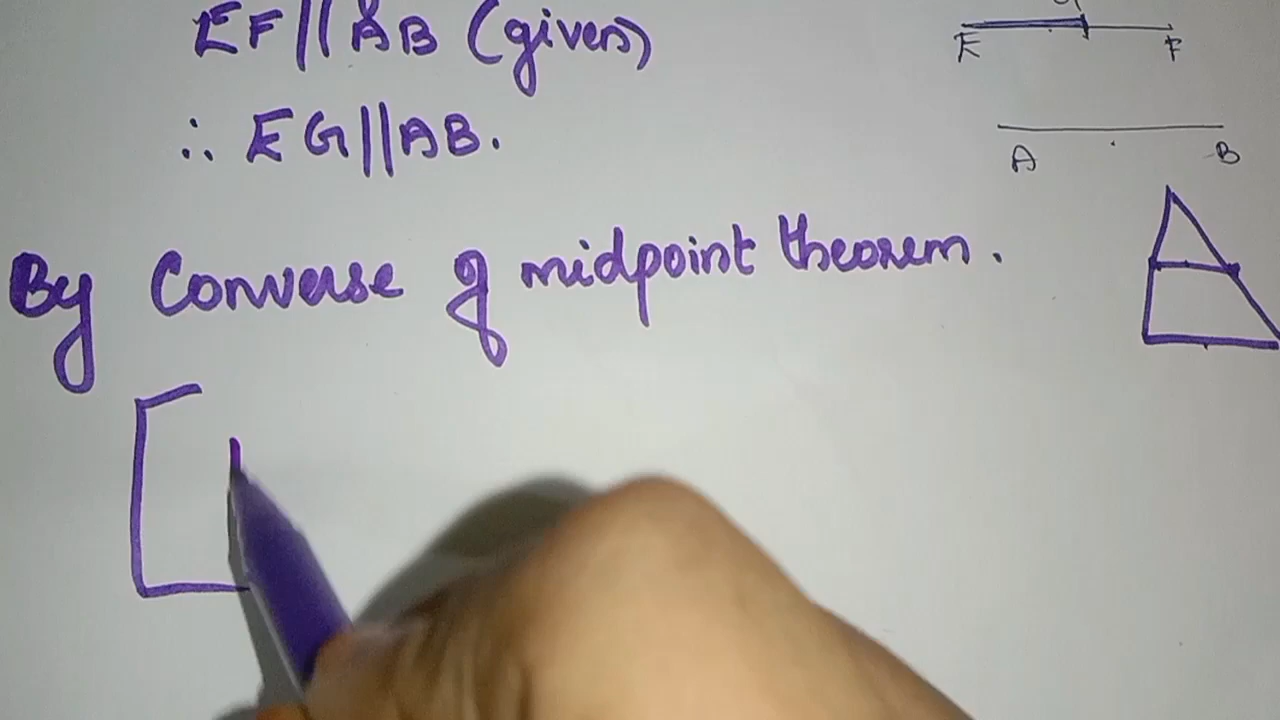 EF || AB (given)
∴ EG || AB.
By Converse of midpoint theorem.
E F
A B